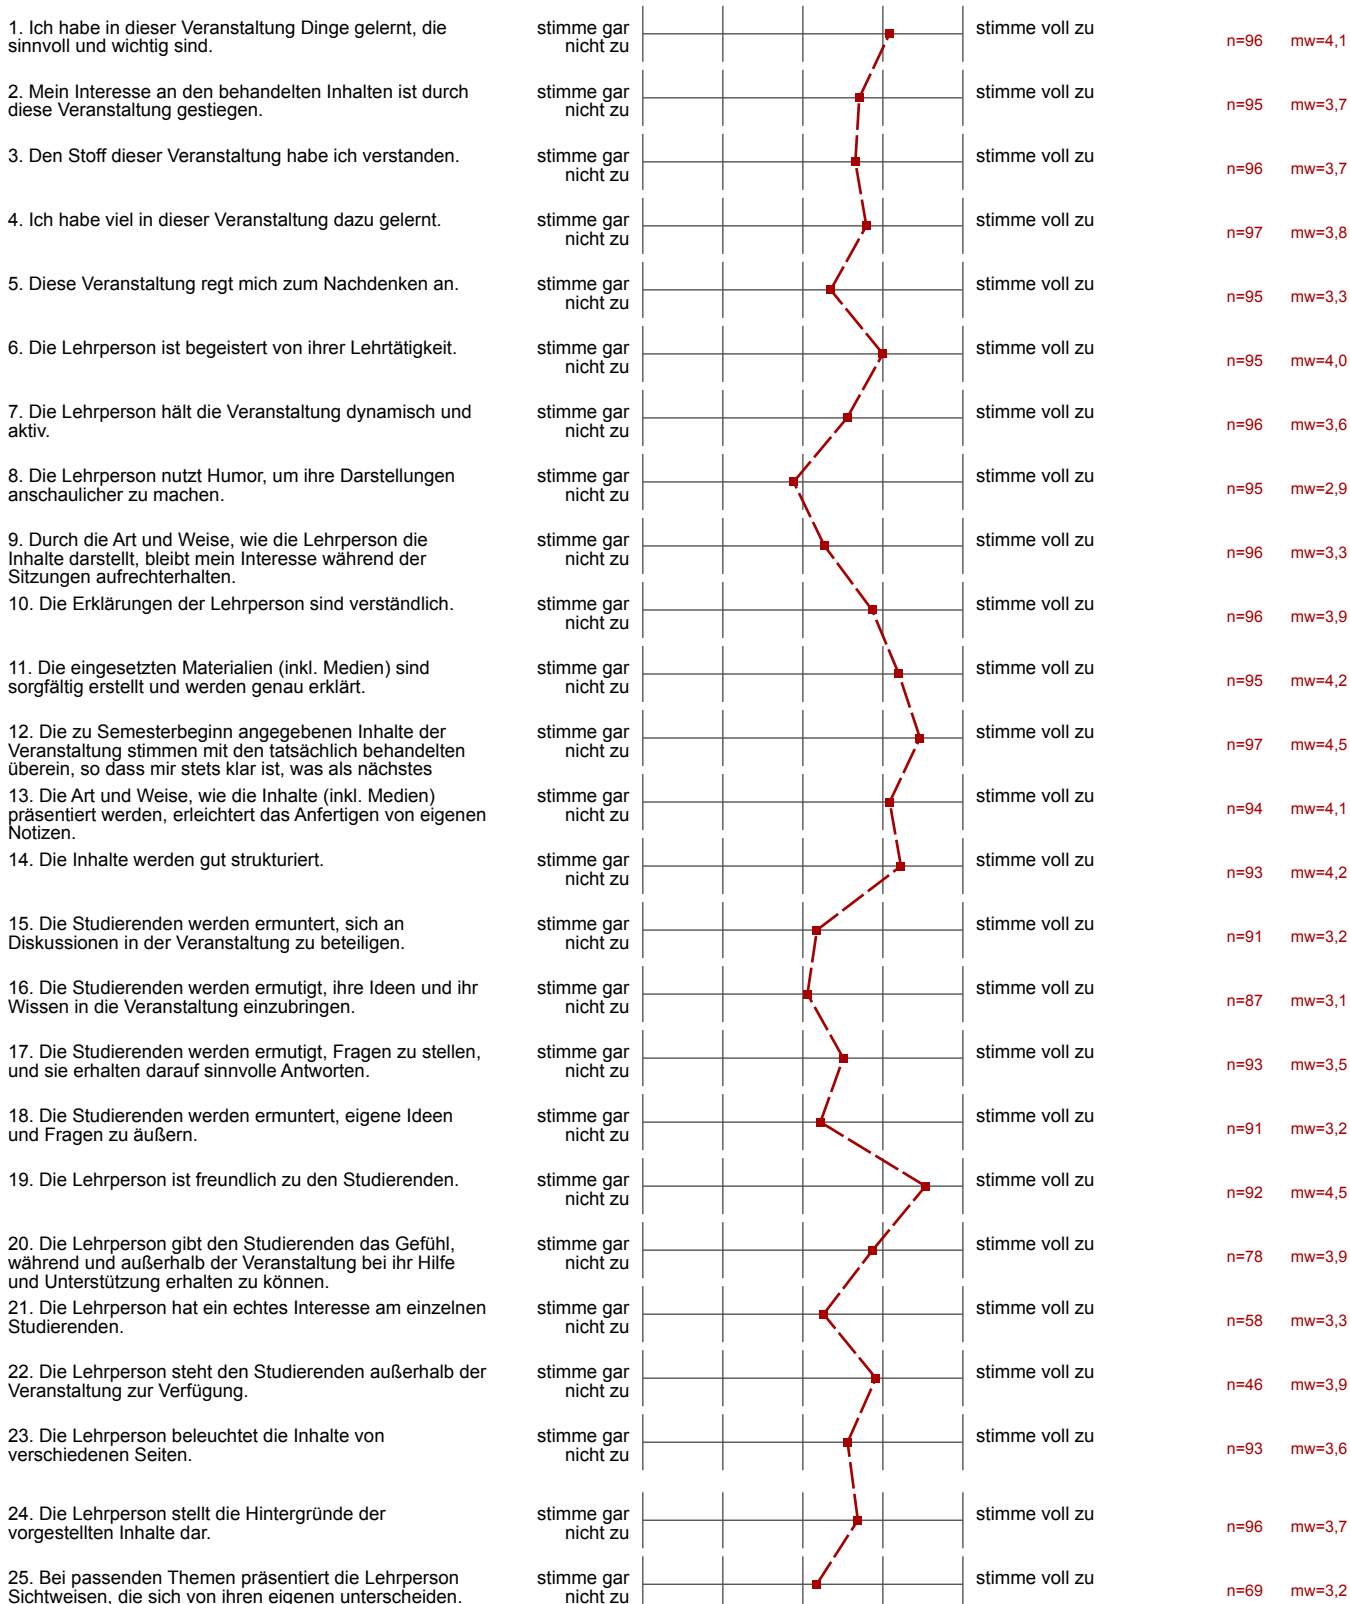 1. Ich habe in dieser Veranstaltung Dinge gelernt, die
sinnvoll und wichtig sind.
stimme gar
nicht zu
stimme voll zu
n=96 mw=4,1
2. Mein Interesse an den behandelten Inhalten ist durch
diese Veranstaltung gestiegen.
stimme gar
nicht zu
stimme voll zu
n=95 mw=3,7
3. Den Stoff dieser Veranstaltung habe ich verstanden.
stimme gar
nicht zu
stimme voll zu
n=96 mw=3,7
4. Ich habe viel in dieser Veranstaltung dazu gelernt.
stimme gar
nicht zu
stimme voll zu
n=97 mw=3,8
5. Diese Veranstaltung regt mich zum Nachdenken an.
stimme gar
nicht zu
stimme voll zu
n=95 mw=3,3
6. Die Lehrperson ist begeistert von ihrer Lehrtätigkeit.
stimme gar
nicht zu
stimme voll zu
n=95 mw=4,0
7. Die Lehrperson hält die Veranstaltung dynamisch und
aktiv.
stimme gar
nicht zu
stimme voll zu
n=96 mw=3,6
8. Die Lehrperson nutzt Humor, um ihre Darstellungen
anschaulicher zu machen.
stimme gar
nicht zu
stimme voll zu
n=95 mw=2,9
9. Durch die Art und Weise, wie die Lehrperson die
Inhalte darstellt, bleibt mein Interesse während der
Sitzungen aufrechterhalten.
stimme gar
nicht zu
stimme voll zu
n=96 mw=3,3
10. Die Erklärungen der Lehrperson sind verständlich.
stimme gar
nicht zu
stimme voll zu
n=96 mw=3,9
11. Die eingesetzten Materialien (inkl. Medien) sind
sorgfältig erstellt und werden genau erklärt.
stimme gar
nicht zu
stimme voll zu
n=95 mw=4,2
12. Die zu Semesterbeginn angegebenen Inhalte der
Veranstaltung stimmen mit den tatsächlich behandelten
überein, so dass mir stets klar ist, was als nächstes
stimme gar
nicht zu
stimme voll zu
n=97 mw=4,5
13. Die Art und Weise, wie die Inhalte (inkl. Medien)
präsentiert werden, erleichtert das Anfertigen von eigenen
Notizen.
stimme gar
nicht zu
stimme voll zu
n=94 mw=4,1
14. Die Inhalte werden gut strukturiert.
stimme gar
nicht zu
stimme voll zu
n=93 mw=4,2
15. Die Studierenden werden ermuntert, sich an
Diskussionen in der Veranstaltung zu beteiligen.
stimme gar
nicht zu
stimme voll zu
n=91 mw=3,2
16. Die Studierenden werden ermutigt, ihre Ideen und ihr
Wissen in die Veranstaltung einzubringen.
stimme gar
nicht zu
stimme voll zu
n=87 mw=3,1
17. Die Studierenden werden ermutigt, Fragen zu stellen,
und sie erhalten darauf sinnvolle Antworten.
stimme gar
nicht zu
stimme voll zu
n=93 mw=3,5
18. Die Studierenden werden ermuntert, eigene Ideen
und Fragen zu äußern.
stimme gar
nicht zu
stimme voll zu
n=91 mw=3,2
19. Die Lehrperson ist freundlich zu den Studierenden.
stimme gar
nicht zu
stimme voll zu
n=92 mw=4,5
20. Die Lehrperson gibt den Studierenden das Gefühl,
während und außerhalb der Veranstaltung bei ihr Hilfe
und Unterstützung erhalten zu können.
stimme gar
nicht zu
stimme voll zu
n=78 mw=3,9
21. Die Lehrperson hat ein echtes Interesse am einzelnen
Studierenden.
stimme gar
nicht zu
stimme voll zu
n=58 mw=3,3
22. Die Lehrperson steht den Studierenden außerhalb der
Veranstaltung zur Verfügung.
stimme gar
nicht zu
stimme voll zu
n=46 mw=3,9
23. Die Lehrperson beleuchtet die Inhalte von
verschiedenen Seiten.
stimme gar
nicht zu
stimme voll zu
n=93 mw=3,6
24. Die Lehrperson stellt die Hintergründe der
vorgestellten Inhalte dar.
stimme gar
nicht zu
stimme voll zu
n=96 mw=3,7
25. Bei passenden Themen präsentiert die Lehrperson
Sichtweisen, die sich von ihren eigenen unterscheiden.
stimme gar
nicht zu
stimme voll zu
n=69 mw=3,2